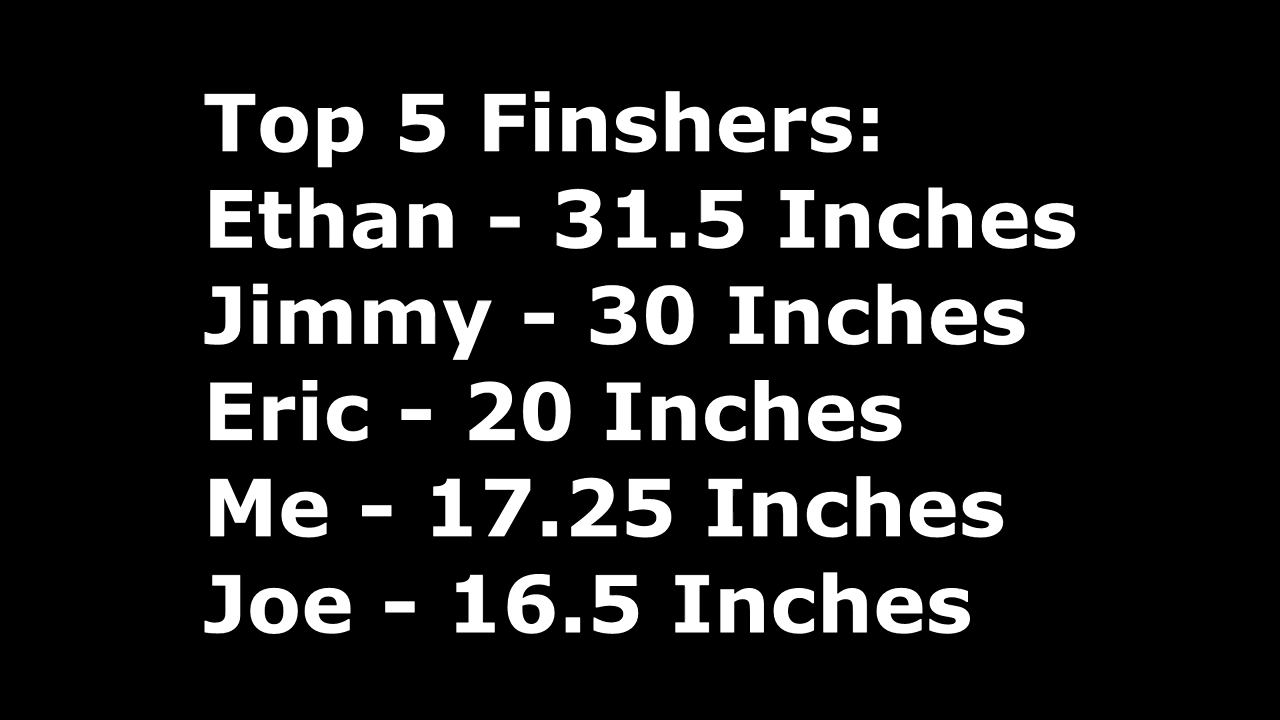 Top 5 Finshers:
Ethan - 31.5 Inches
Jimmy - 30 Inches
Eric - 20 Inches
Me - 17.25 Inches
Joe - 16.5 Inches